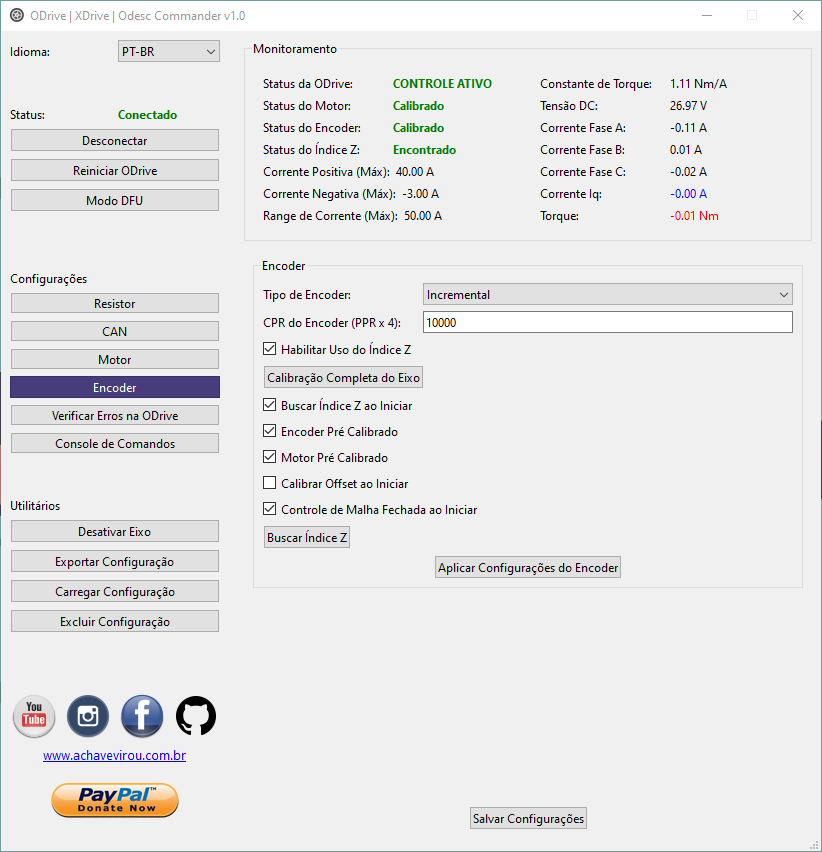 ODrive | XDrive | Odesc Commander v1.0
Idioma: PT-BR
Status: Conectado
Desconectar
Reiniciar ODrive
Modo DFU
Configurações
Resistor
CAN
Motor
Encoder
Verificar Erros na ODrive
Console de Comandos
Utilitários
Desativar Eixo
Exportar Configuração
Carregar Configuração
Excluir Configuração
You
Tube
f
www.achavevirou.com.br
PayPal™
Donate Now
Monitoramento
Status da ODrive: CONTROLE ATIVO
Status do Motor: Calibrado
Status do Encoder: Calibrado
Status do Índice Z: Encontrado
Corrente Positiva (Máx): 40.00 A
Corrente Negativa (Máx): -3.00 A
Range de Corrente (Máx): 50.00 A
Constante de Torque: 1.11 Nm/A
Tensão DC: 26.97 V
Corrente Fase A: -0.11 A
Corrente Fase B: 0.01 A
Corrente Fase C: -0.02 A
Corrente Iq: -0.00 A
Torque: -0.01 Nm
Encoder
Tipo de Encoder: Incremental
CPR do Encoder (PPR x 4): 10000
Habilitar Uso do Índice Z
Calibração Completa do Eixo
Buscar Índice Z ao Iniciar
Encoder Pré Calibrado
Motor Pré Calibrado
Calibrar Offset ao Iniciar
Controle de Malha Fechada ao Iniciar
Buscar Índice Z
Aplicar Configurações do Encoder
Salvar Configurações